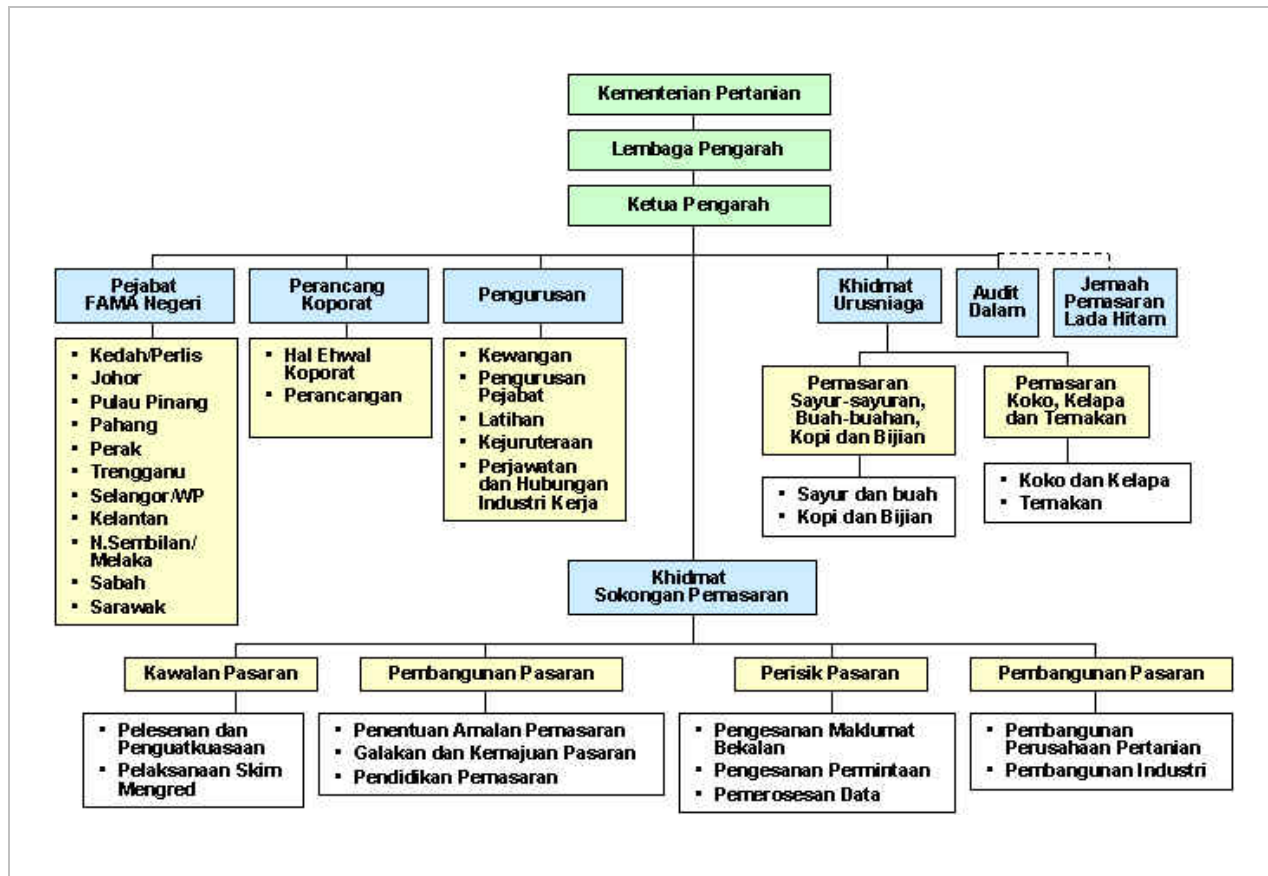 Kementerian Pertanian
Lembaga Pengarah
Ketua Pengarah
Pejabat
FAMA Negeri
Perancang
Koporat
Pengurusan
Khidmat
Urusniaga
Audit
Dalam
Jemaah
Pemasaran
Lada Hitam
▪ Kedah/Perlis
▪ Johor
▪ Pulau Pinang
▪ Pahang
▪ Perak
▪ Trengganu
▪ Selangor/WP
▪ Kelantan
▪ N.Sembilan/
Melaka
▪ Sabah
▪ Sarawak
▪ Hal Ehwal
Koporat
▪ Perancangan
▪ Kewangan
▪ Pengurusan
Pejabat
▪ Latihan
▪ Kejuruteraan
▪ Perjawatan
dan Hubungan
Industri Kerja
Pemasaran
Sayur-sayuran,
Buah-buahan,
Kopi dan Bijian
Pemasaran
Koko, Kelapa
dan Ternakan
▪ Sayur dan buah
▪ Kopi dan Bijian
▪ Koko dan Kelapa
▪ Ternakan
Khidmat
Sokongan Pemasaran
Kawalan Pasaran
Pembangunan Pasaran
Perisik Pasaran
Pembangunan Pasaran
▪ Pelesenan dan
Penguatkuasaan
▪ Pelaksanaan Skim
Mengred
▪ Penentuan Amalan Pemasaran
▪ Galakan dan Kemajuan Pasaran
▪ Pendidikan Pemasaran
▪ Pengesanan Maklumat
Bekalan
▪ Pengesanan Permintaan
▪ Pemerosesan Data
▪ Pembangunan
Perusahaan Pertanian
▪ Pembangunan Industri